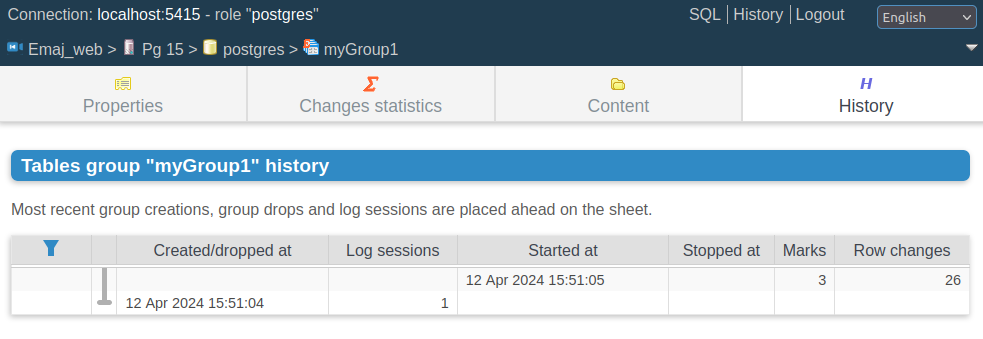 Connection: localhost:5415 - role "postgres" SQL History Logout English
Emaj_web > Pg 15 > postgres > myGroup1
Properties Changes statistics Content History
Tables group "myGroup1" history
Most recent group creations, group drops and log sessions are placed ahead on the sheet.
Created/dropped at Log sessions Started at Stopped at Marks Row changes
12 Apr 2024 15:51:05 3 26
12 Apr 2024 15:51:04 1